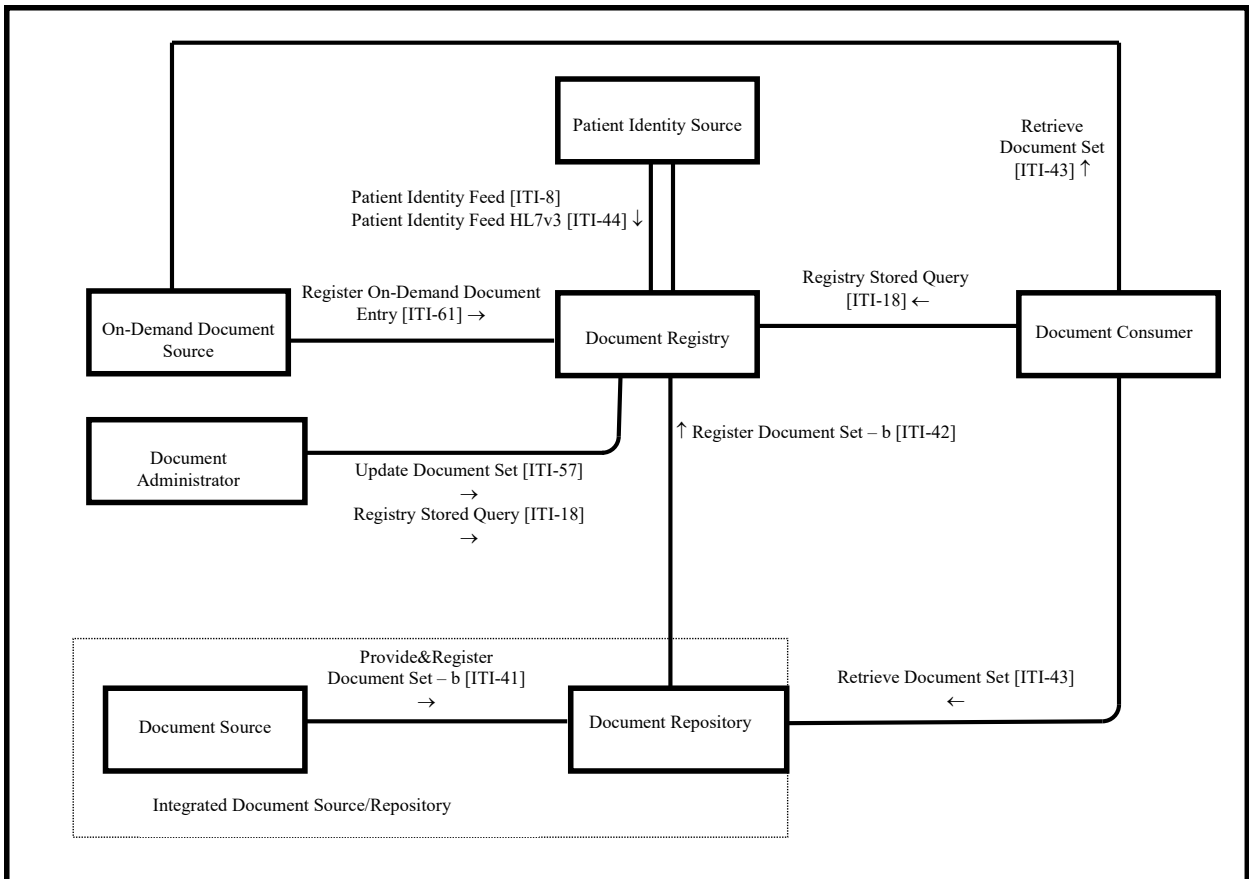 Patient Identity Source
Retrieve
Document Set
[ITI-43] ↑
Patient Identity Feed [ITI-8]
Patient Identity Feed HL7v3 [ITI-44] ↓
Register On-Demand Document
Entry [ITI-61] →
Registry Stored Query
[ITI-18] ←
On-Demand Document
Source
Document Registry
Document Consumer
↑ Register Document Set – b [ITI-42]
Document
Administrator
Update Document Set [ITI-57]
→
Registry Stored Query [ITI-18]
→
Provide&Register
Document Set – b [ITI-41]
→
Retrieve Document Set [ITI-43]
←
Document Source
Document Repository
Integrated Document Source/Repository